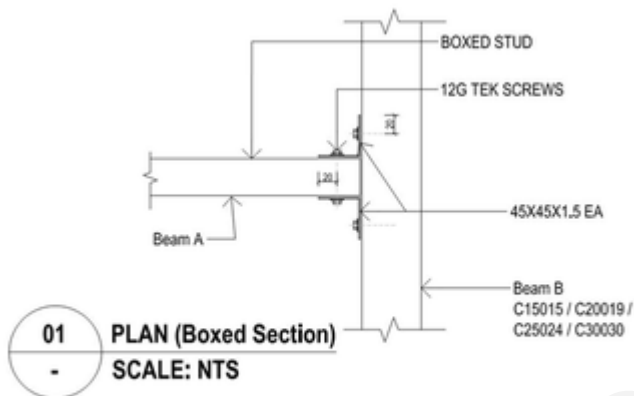 BOXED STUD
12G TEK SCREWS
20
20
45X45X1.5 EA
Beam A
Beam B
C15015 / C20019 /
C25024 / C30030
01 PLAN (Boxed Section)
- SCALE: NTS